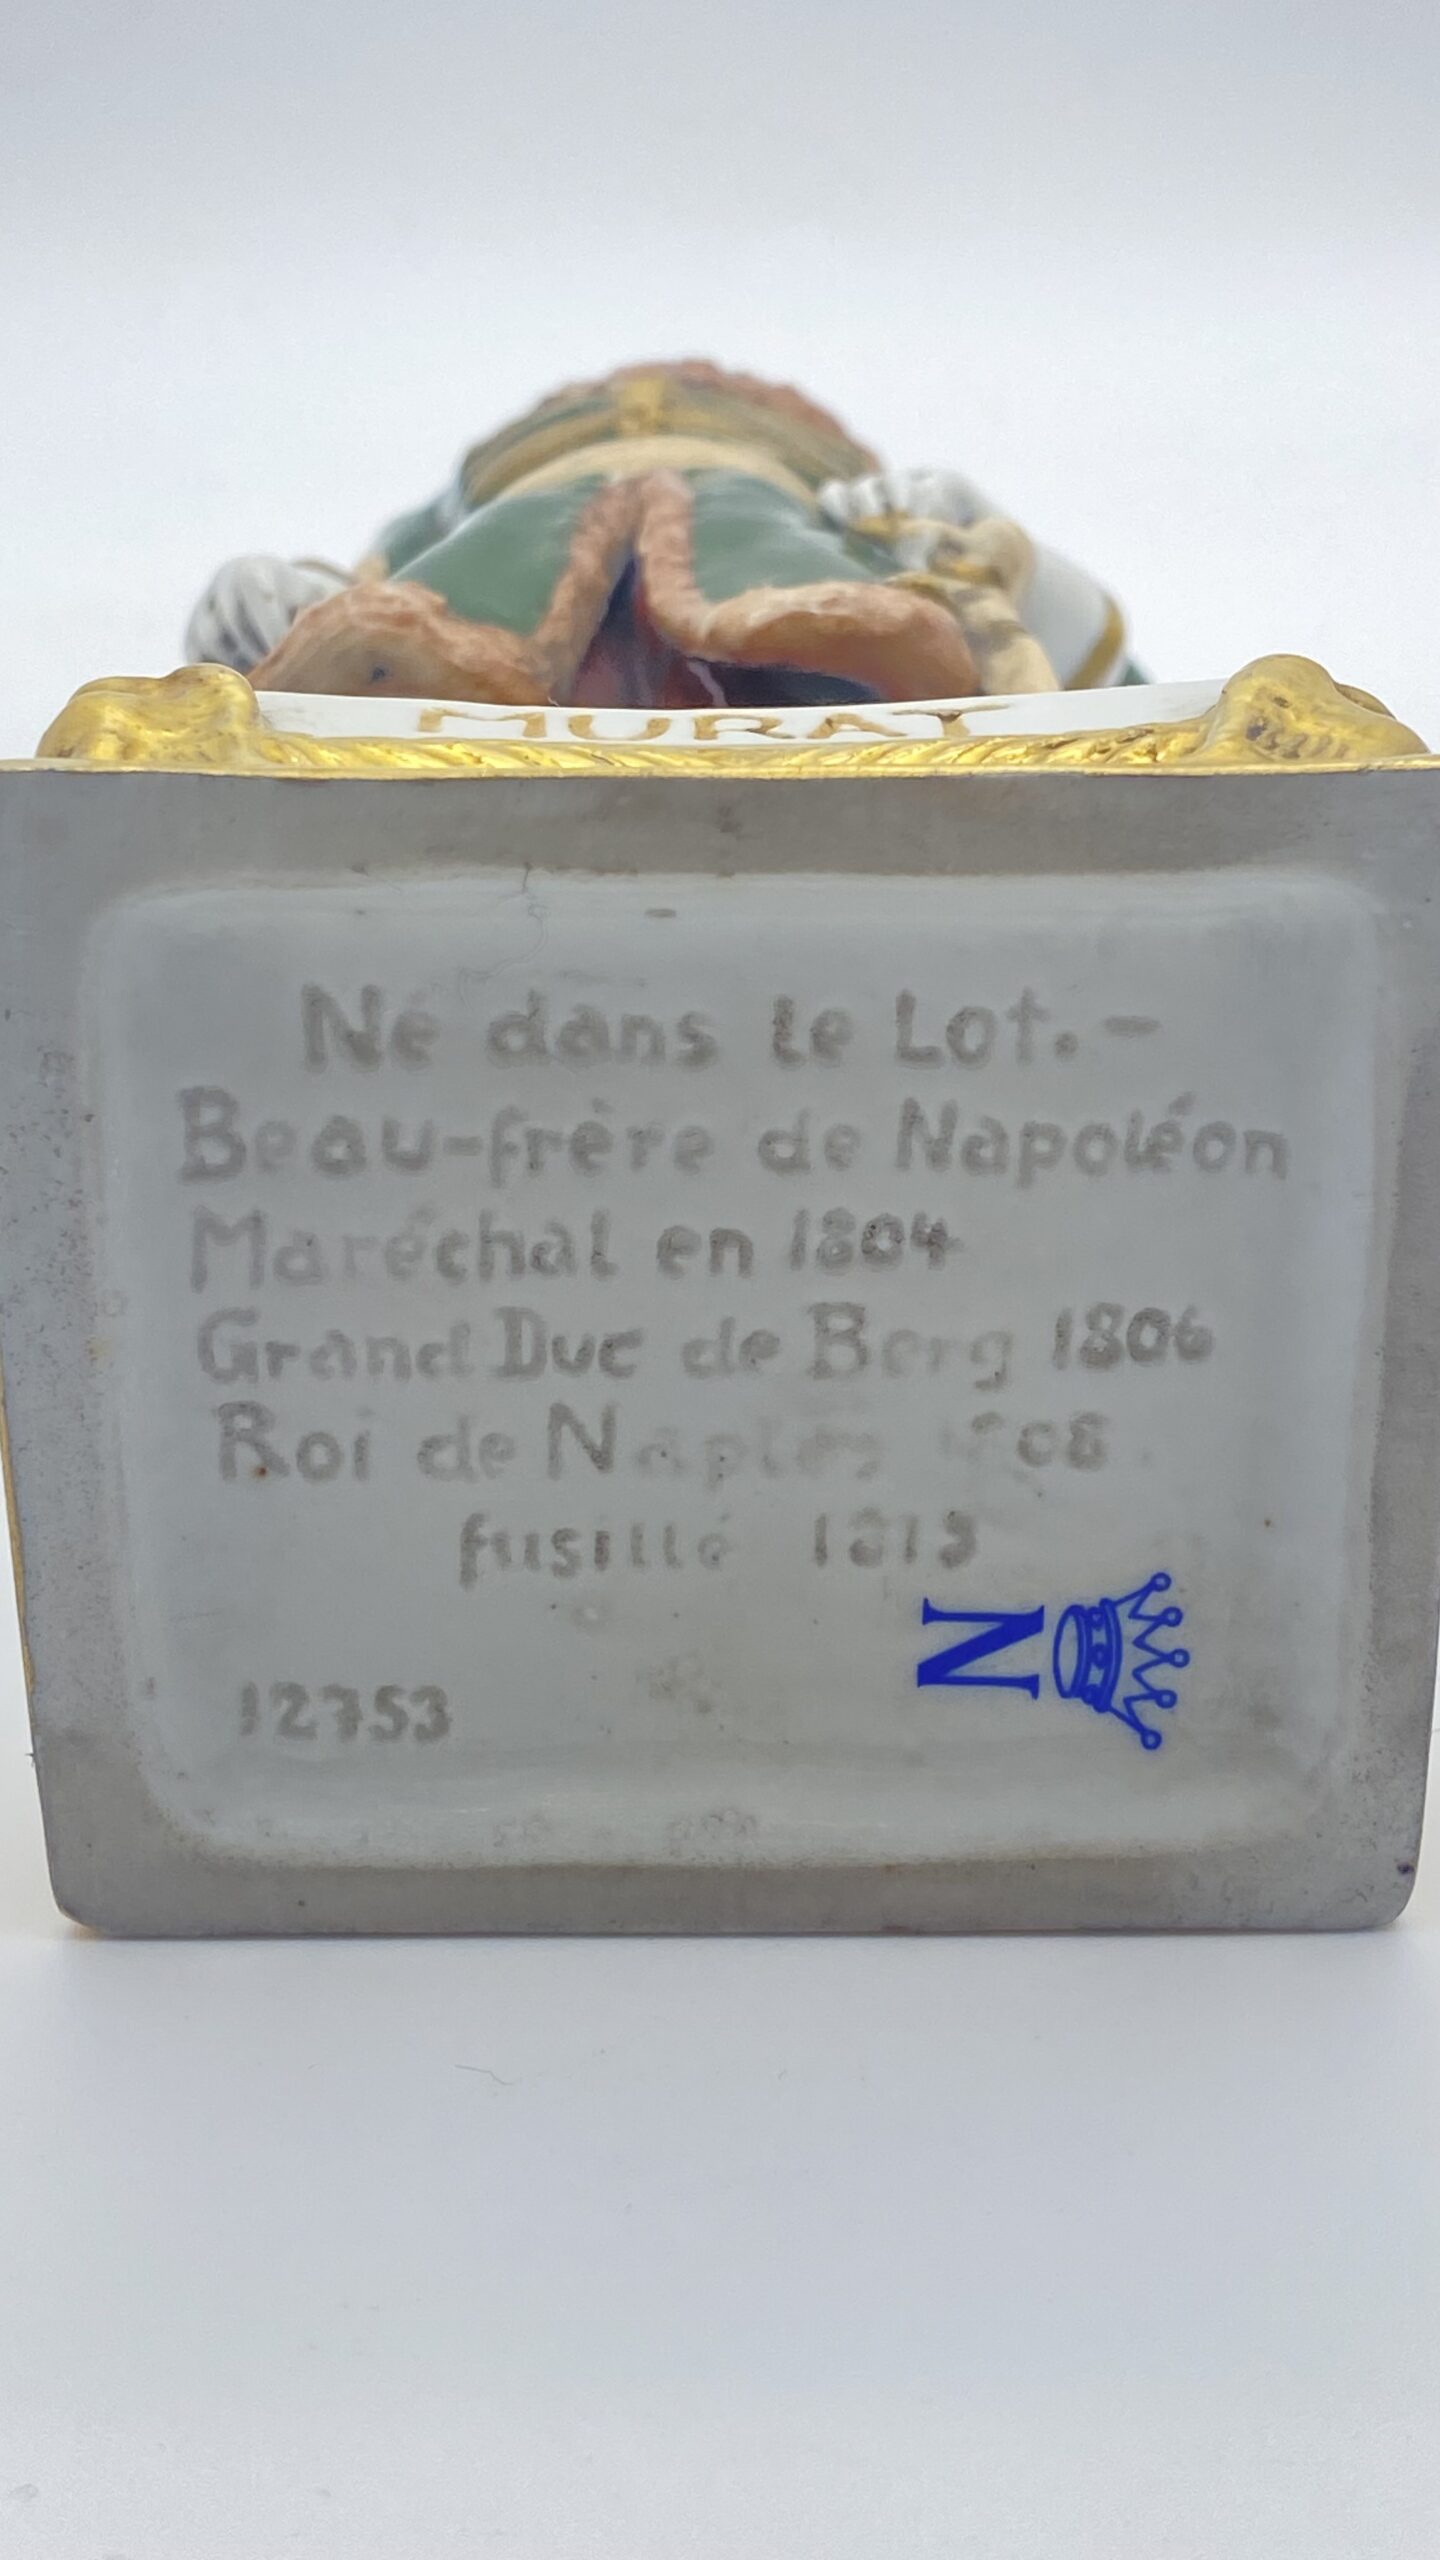 MURAT
Né dans le Lot. –
Beau-frère de Napoléon
Maréchal en 1804
Grand Duc de Berg 1806
Roi de Naples
fusillé
12753
N